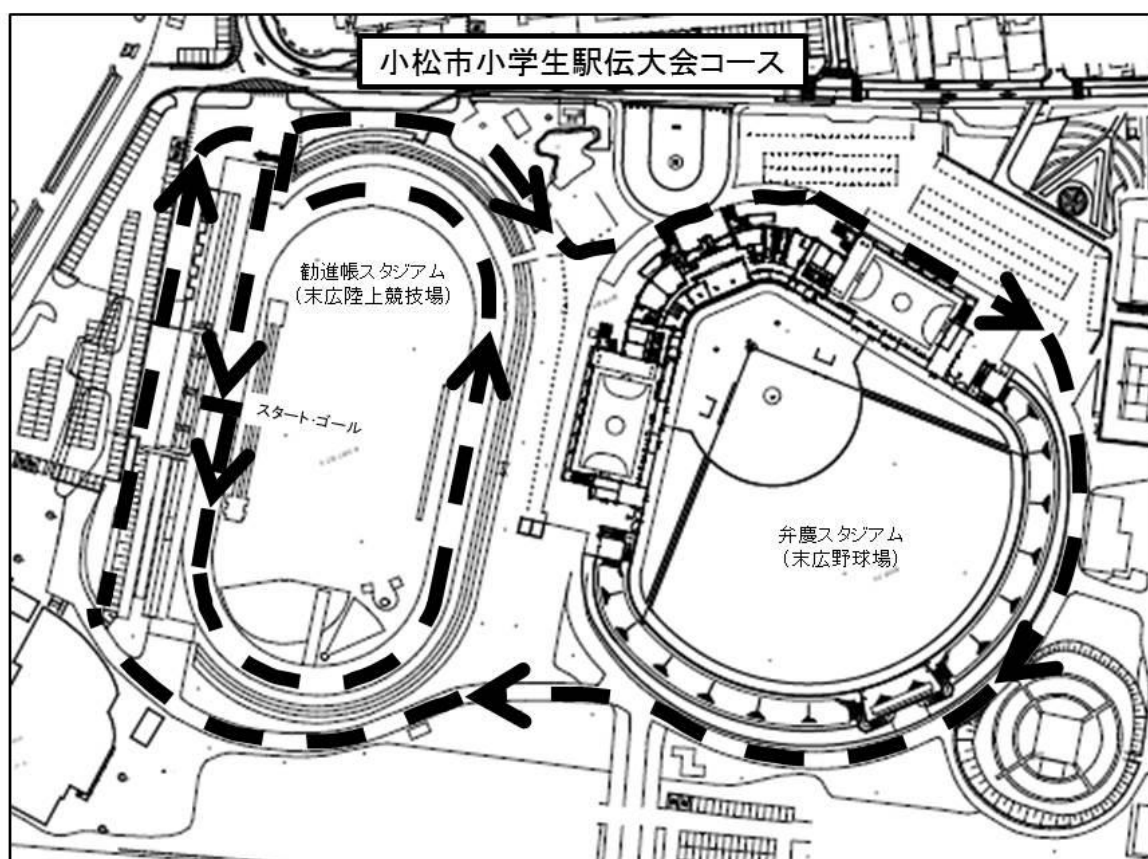 小松市小学生駅伝大会コース
勧進帳スタジアム
（末広陸上競技場）
スタート・ゴール
弁慶スタジアム
（末広野球場）